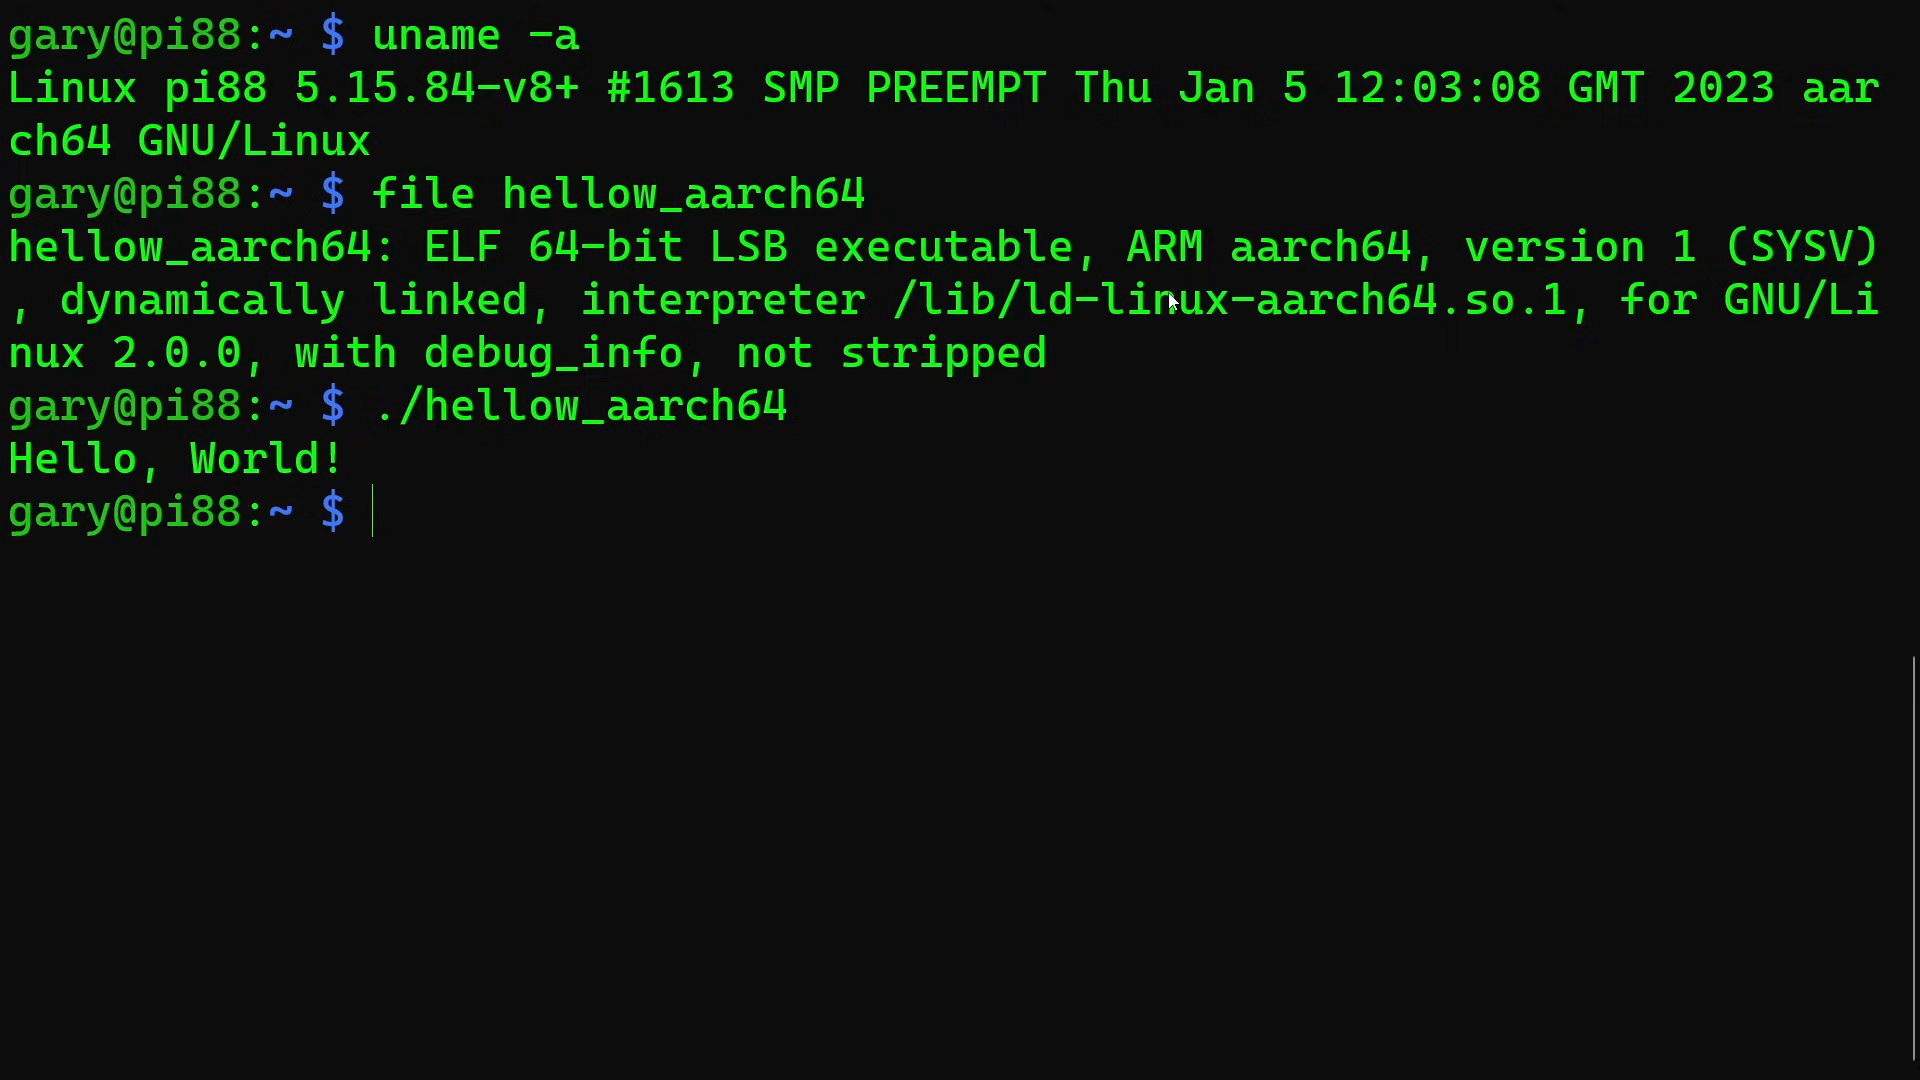 gary@pi88:~ $ uname -a
Linux pi88 5.15.84-v8+ #1613 SMP PREEMPT Thu Jan 5 12:03:08 GMT 2023 aar
ch64 GNU/Linux
gary@pi88:~ $ file hellow_aarch64
hellow_aarch64: ELF 64-bit LSB executable, ARM aarch64, version 1 (SYSV)
, dynamically linked, interpreter /lib/ld-linux-aarch64.so.1, for GNU/Li
nux 2.0.0, with debug_info, not stripped
gary@pi88:~ $ ./hellow_aarch64
Hello, World!
gary@pi88:~ $